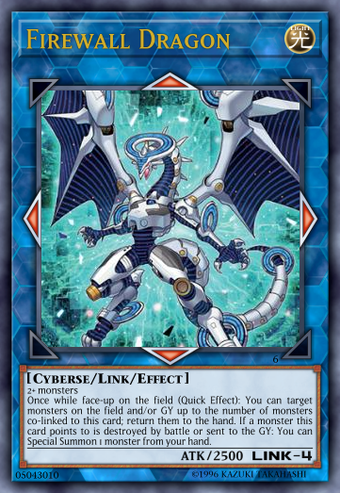 FIREWALL DRAGON
光
[CYBERSE/LINK/EFFECT]
2+ monsters
Once while face-up on the field (Quick Effect): You can target
monsters on the field and/or GY up to the number of monsters
co-linked to this card; return them to the hand. If a monster this
card points to is destroyed by battle or sent to the GY: You can
Special Summon 1 monster from your hand.
ATK/2500 LINK-4
05043010 ©1996 KAZUKI TAKAHASHI